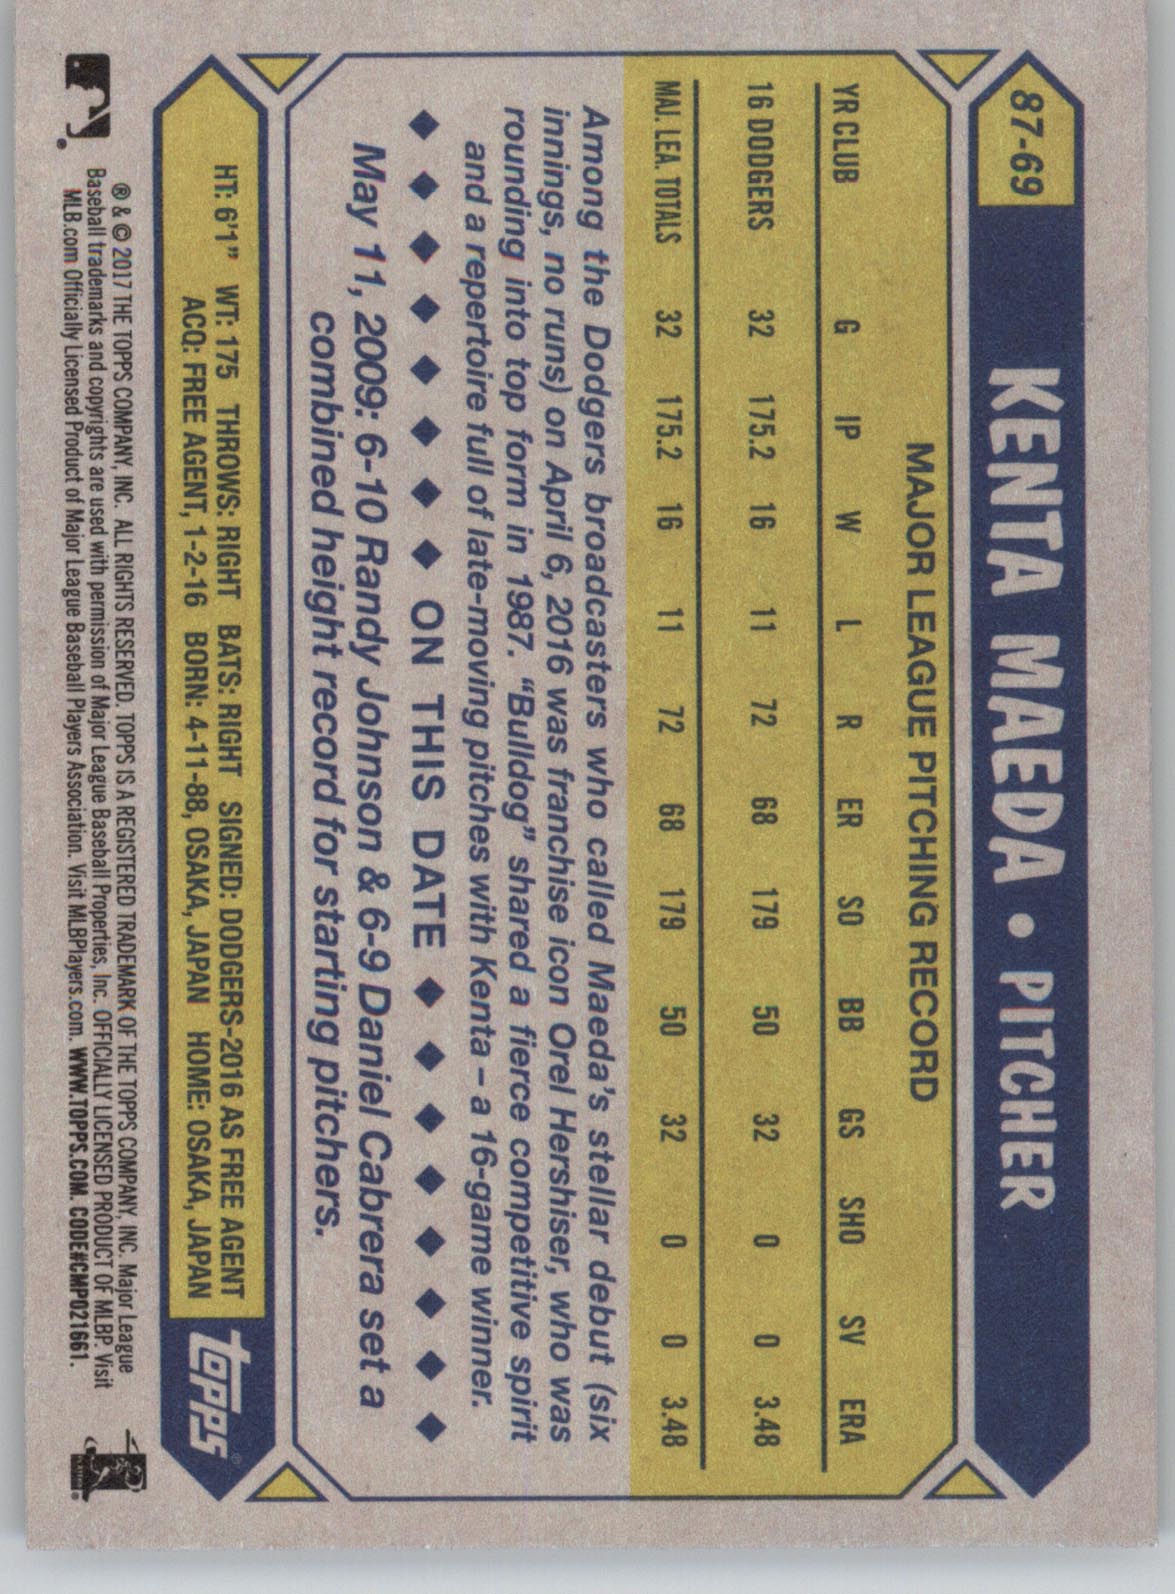 87-69 KENTA MAEDA • PITCHER
MAJOR LEAGUE PITCHING RECORD
YR CLUB G IP W L R ER SO BB GS SHO SV ERA
16 DODGERS 32 175.2 16 11 72 68 179 50 32 0 0 3.48
MAJ. LEA. TOTALS 32 175.2 16 11 72 68 179 50 32 0 0 3.48
Among the Dodgers broadcasters who called Maeda's stellar debut (six
innings, no runs) on April 6, 2016 was franchise icon Orel Hershiser, who was
rounding into top form in 1987. "Bulldog" shared a fierce competitive spirit
and a repertoire full of late-moving pitches with Kenta – a 16-game winner.
ON THIS DATE
May 11, 2009: 6-10 Randy Johnson & 6-9 Daniel Cabrera set a
combined height record for starting pitchers.
HT: 6'1" WT: 175 THROWS: RIGHT BATS: RIGHT SIGNED: DODGERS-2016 AS FREE AGENT
ACQ: FREE AGENT, 1-2-16 BORN: 4-11-88, OSAKA, JAPAN HOME: OSAKA, JAPAN
topps®
® & © 2017 THE TOPPS COMPANY, INC. ALL RIGHTS RESERVED. TOPPS IS A REGISTERED TRADEMARK OF THE TOPPS COMPANY, INC. Major League
Baseball trademarks and copyrights are used with permission of Major League Baseball Properties, Inc. OFFICIALLY LICENSED PRODUCT OF MLBP. Visit
MLB.com Officially Licensed Product of Major League Baseball Players Association. Visit MLBPlayers.com. WWW.TOPPS.COM. CODE#CMP021661.